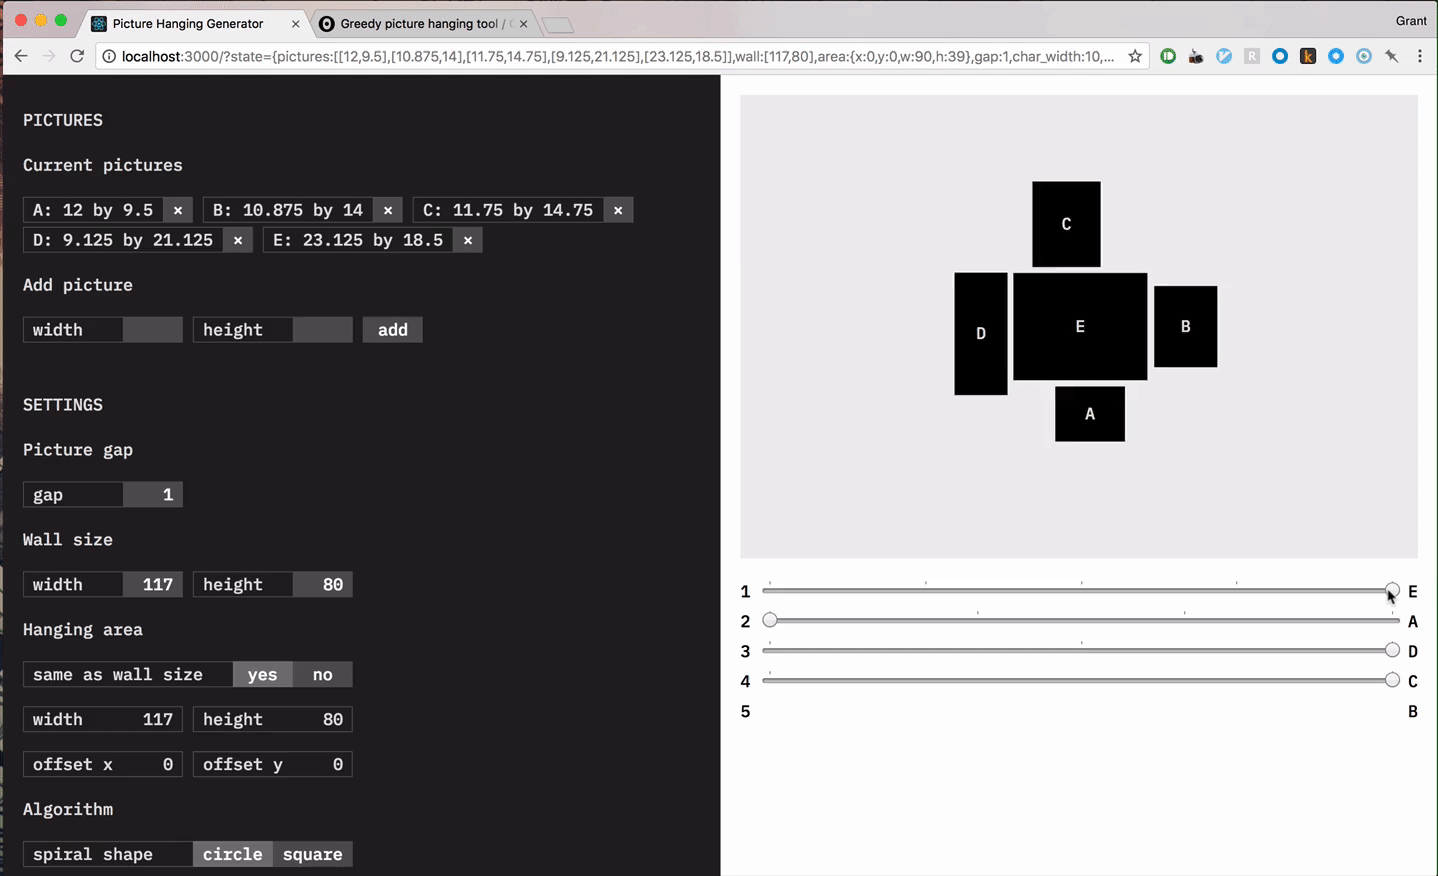 Picture Hanging Generator × Greedy picture hanging tool / × Grant
localhost:3000/?state={pictures:[[12,9.5],[10.875,14],[11.75,14.75],[9.125,21.125],[23.125,18.5]],wall:[117,80],area:{x:0,y:0,w:90,h:39},gap:1,char_width:10,...
PICTURES
Current pictures
A: 12 by 9.5 × B: 10.875 by 14 × C: 11.75 by 14.75 ×
D: 9.125 by 21.125 × E: 23.125 by 18.5 ×
Add picture
width height add
SETTINGS
Picture gap
gap 1
Wall size
width 117 height 80
Hanging area
same as wall size yes no
width 117 height 80
offset x 0 offset y 0
Algorithm
spiral shape circle square
C
D E B
A
1 E
2 A
3 D
4 C
5 B